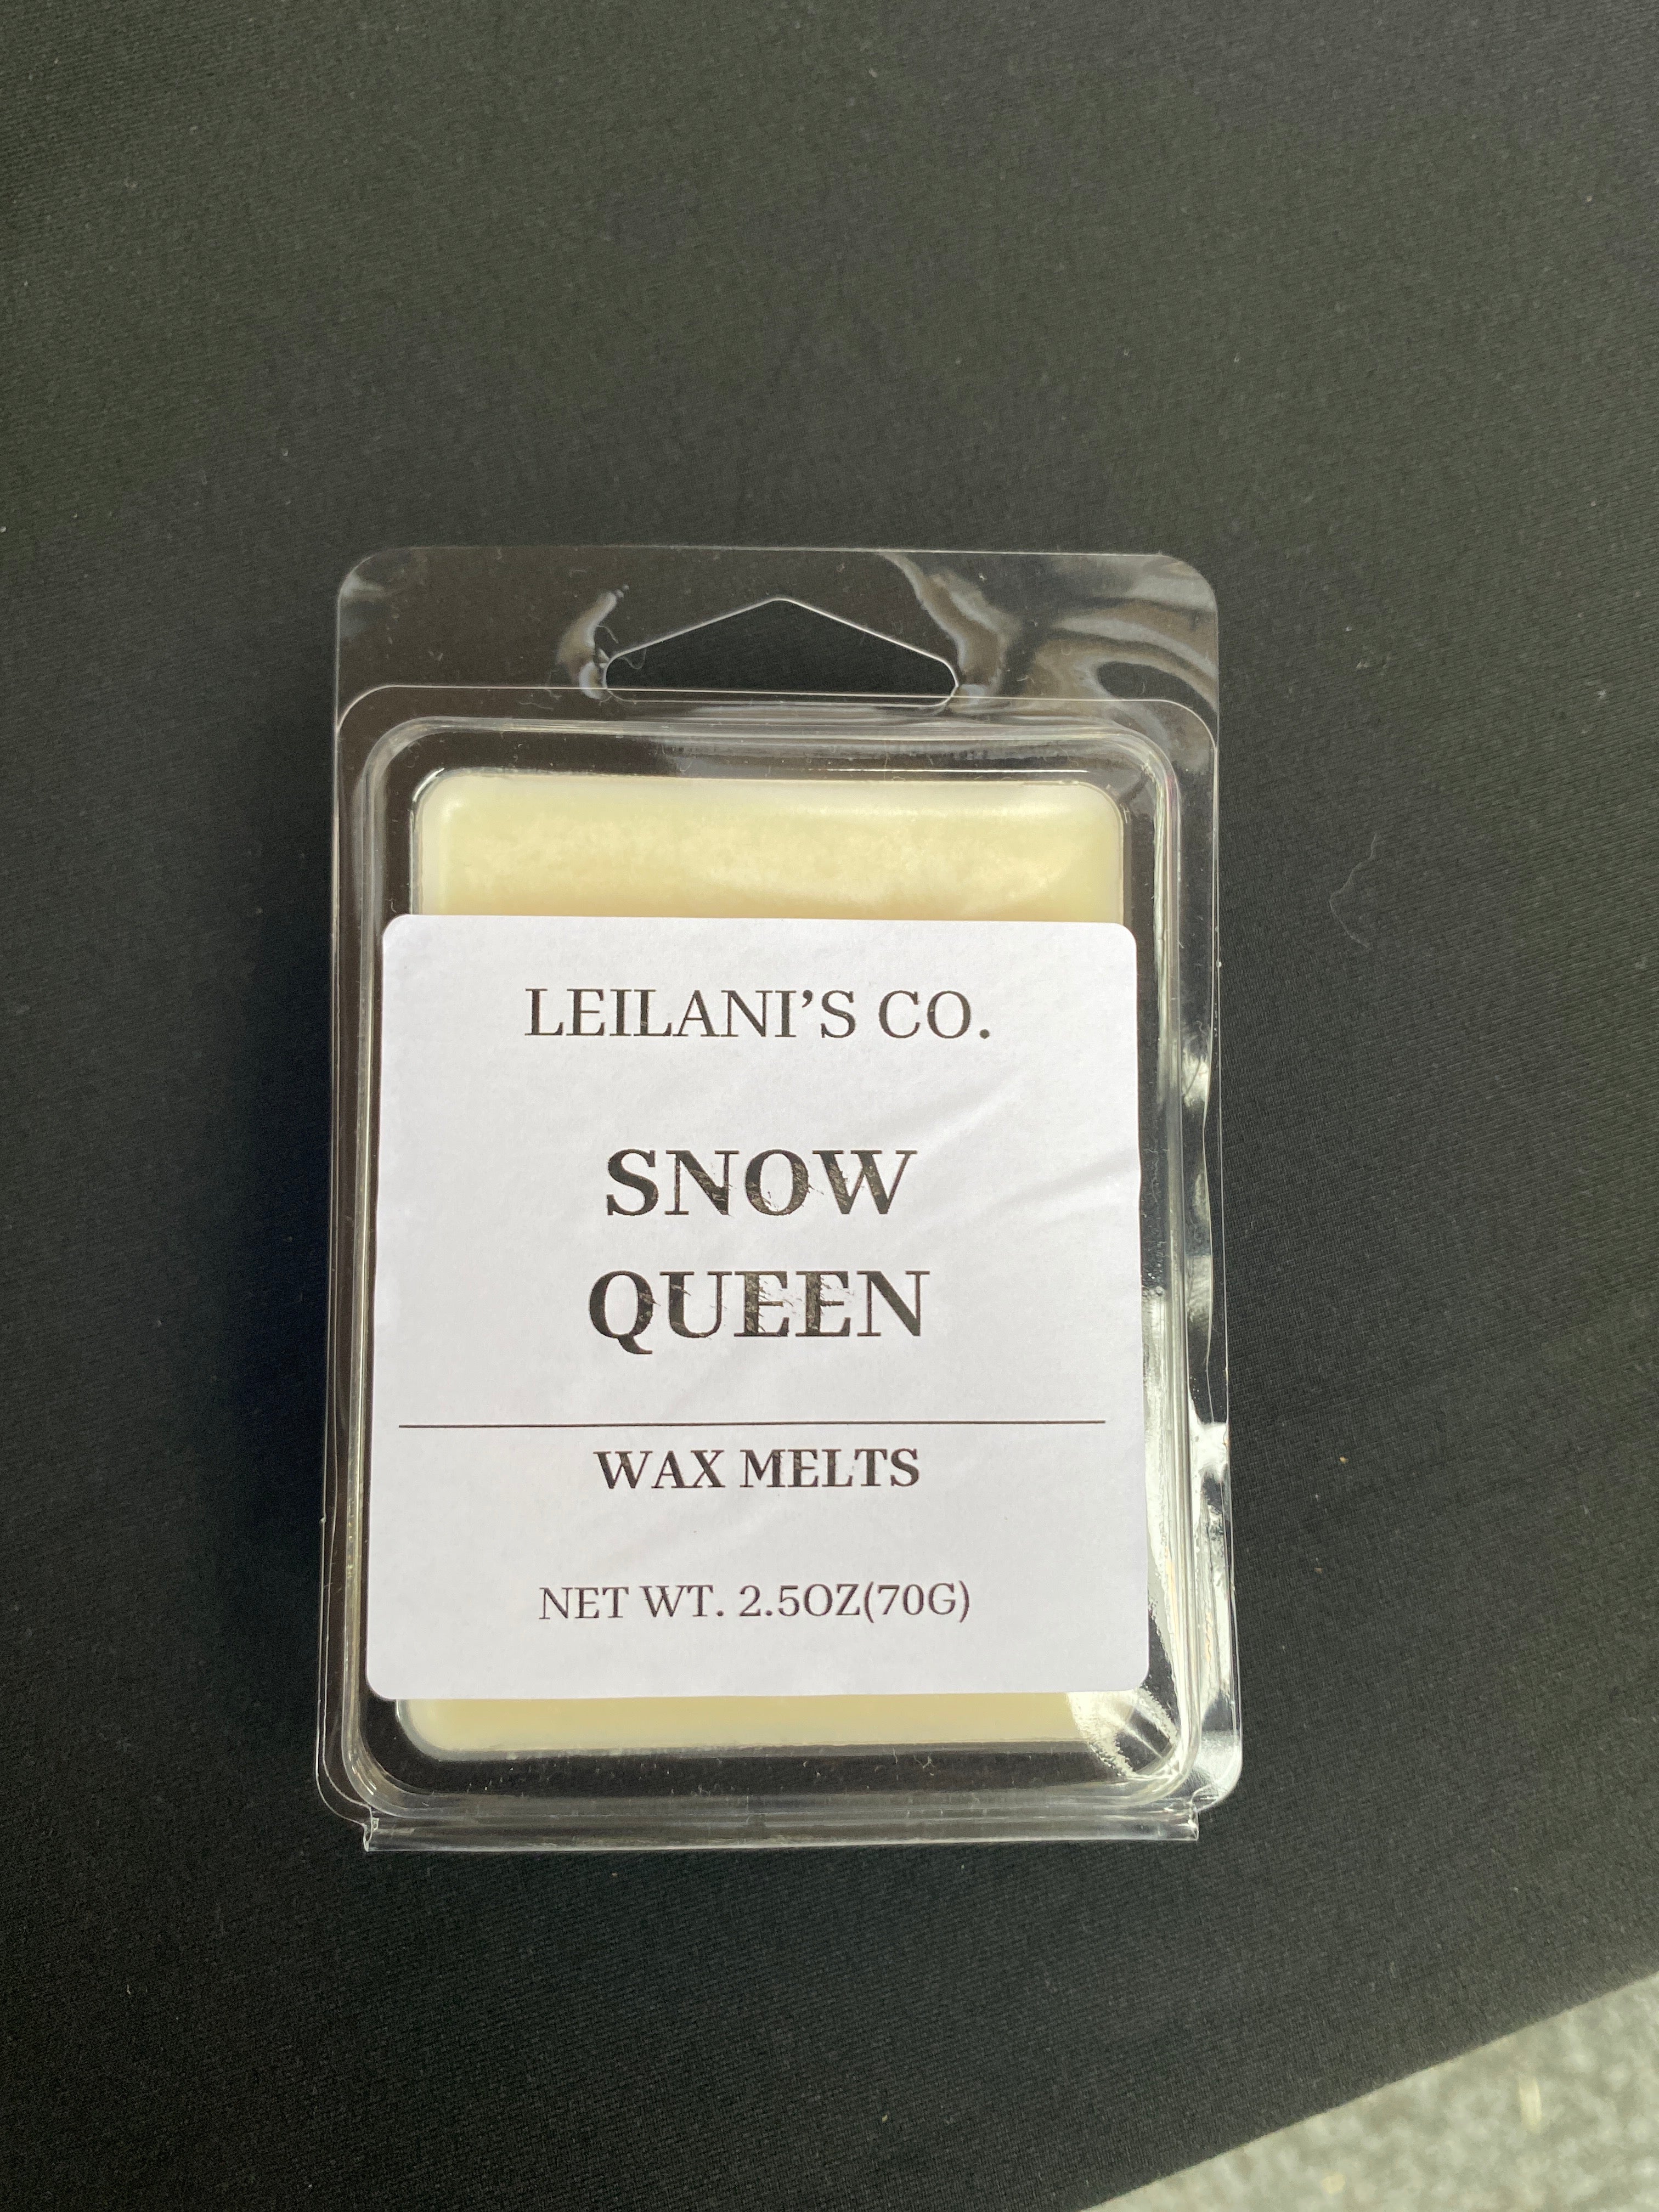 LEILANI’S CO.
SNOW
QUEEN
WAX MELTS
NET WT. 2.5OZ(70G)